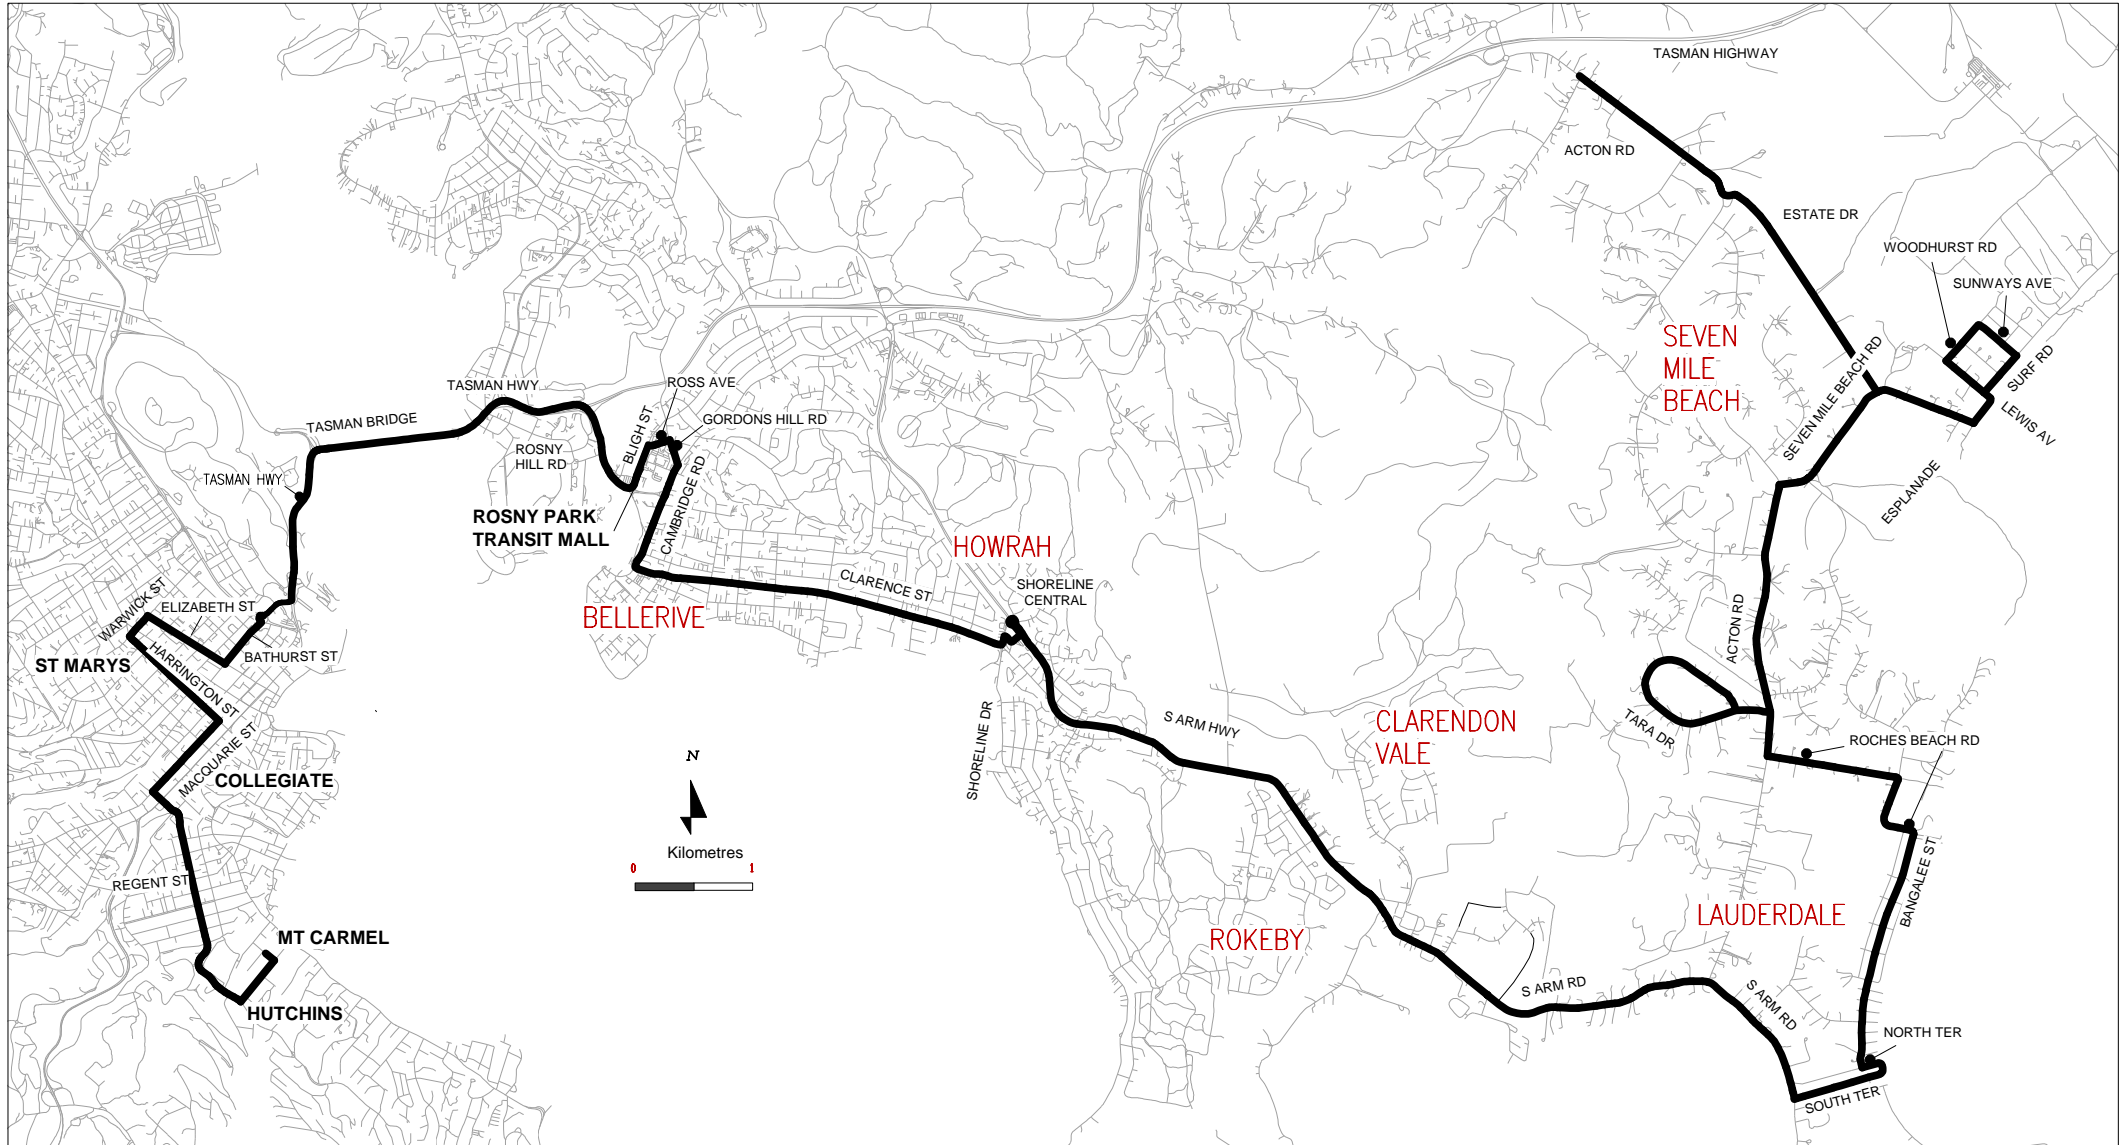 TASMAN HIGHWAY
ACTON RD
ESTATE DR
WOODHURST RD
SUNWAYS AVE
SEVEN
MILE
BEACH
SEVEN MILE BEACH RD
SURF RD
LEWIS AV
ESPLANADE
TASMAN HWY
ROSS AVE
TASMAN BRIDGE
BLIGH ST
GORDONS HILL RD
ROSNY
HILL RD
TASMAN HWY
CAMBRIDGE RD
ROSNY PARK
TRANSIT MALL
HOWRAH
SHORELINE
CENTRAL
CLARENCE ST
BELLERIVE
WARWICK ST
ELIZABETH ST
BATHURST ST
HARRINGTON ST
ST MARYS
MACQUARIE ST
COLLEGIATE
ACTON RD
TARA DR
ROCHES BEACH RD
S ARM HWY
CLARENDON
VALE
SHORELINE DR
N
Kilometres
0 1
REGENT ST
BANGALEE ST
LAUDERDALE
ROKEBY
MT CARMEL
HUTCHINS
S ARM RD
S ARM RD
NORTH TER
SOUTH TER